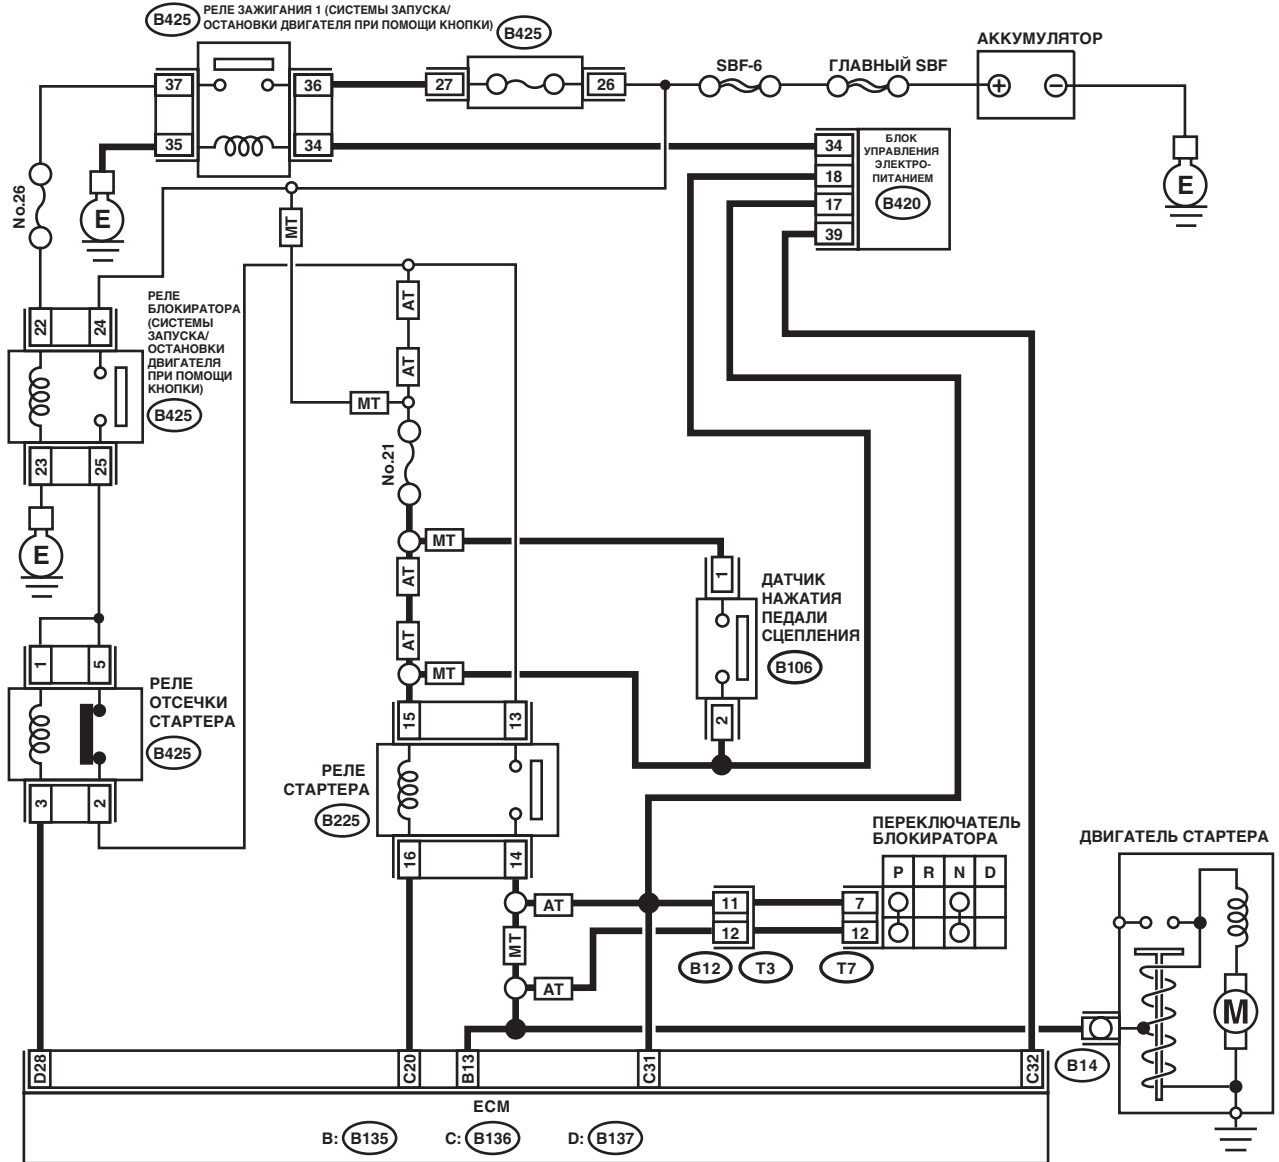 B425
РЕЛЕ ЗАЖИГАНИЯ 1 (СИСТЕМЫ ЗАПУСКА/
ОСТАНОВКИ ДВИГАТЕЛЯ ПРИ ПОМОЩИ КНОПКИ)
B425
АККУМУЛЯТОР
SBF-6
ГЛАВНЫЙ SBF
37
36
27
26
+
−
35
34
34
18
17
39
БЛОК
УПРАВЛЕНИЯ
ЭЛЕКТРО-
ПИТАНИЕМ
B420
E
E
No.26
MT
22
24
РЕЛЕ
БЛОКИРАТОРА
(СИСТЕМЫ
ЗАПУСКА/
ОСТАНОВКИ
ДВИГАТЕЛЯ
ПРИ ПОМОЩИ
КНОПКИ)
B425
AT
AT
MT
No.21
23
25
E
MT
AT
AT
MT
1
ДАТЧИК
НАЖАТИЯ
ПЕДАЛИ
СЦЕПЛЕНИЯ
B106
2
1
5
РЕЛЕ
ОТСЕЧКИ
СТАРТЕРА
B425
3
2
15
13
РЕЛЕ
СТАРТЕРА
B225
16
14
AT
MT
AT
ПЕРЕКЛЮЧАТЕЛЬ
БЛОКИРАТОРА
P R N D
11
12
7
12
B12
T3
T7
ДВИГАТЕЛЬ СТАРТЕРА
M
B14
D28
C20
B13
C31
C32
ECM
B: B135 C: B136 D: B137